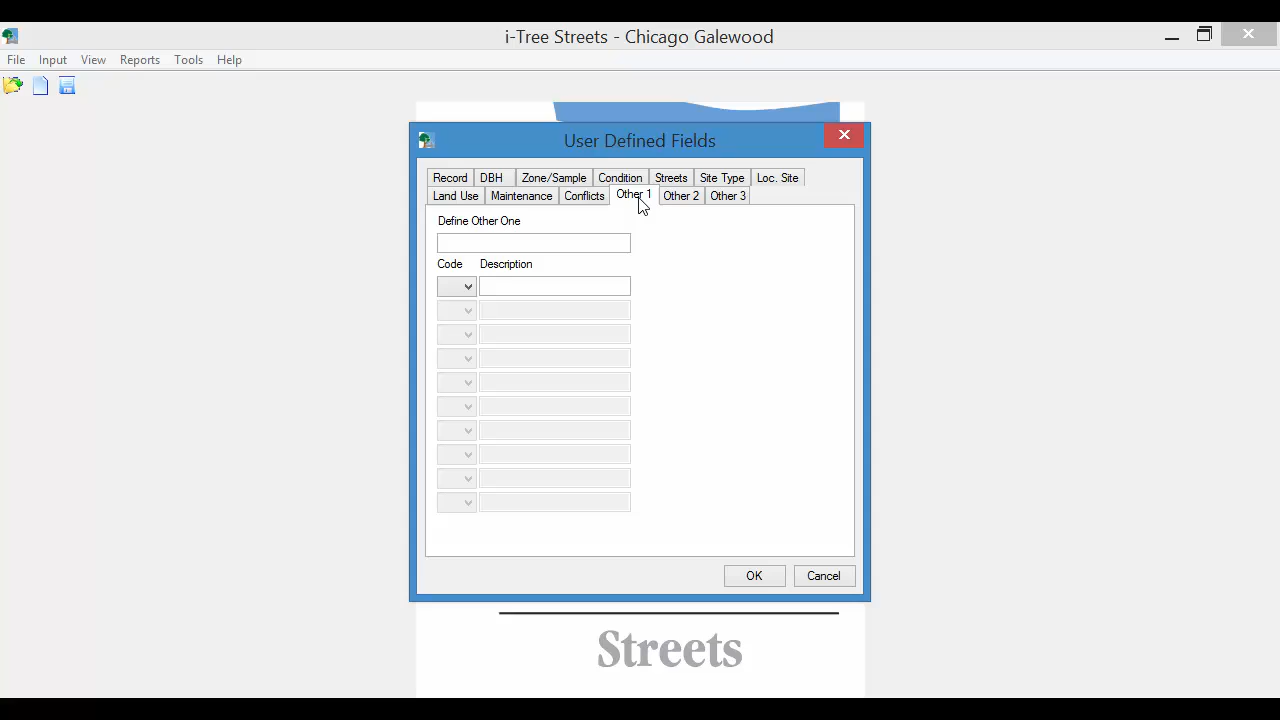 i-Tree Streets - Chicago Galewood
File Input View Reports Tools Help
User Defined Fields
Record DBH Zone/Sample Condition Streets Site Type Loc. Site
Land Use Maintenance Conflicts Other 1 Other 2 Other 3
Define Other One
Code Description
OK Cancel
Streets